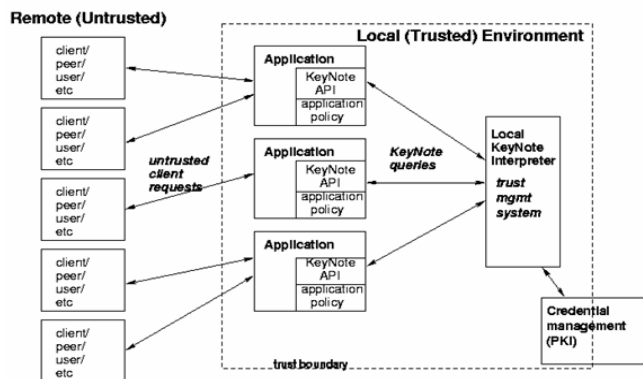 Remote (Untrusted)
Local (Trusted) Environment
client/
peer/
user/
etc
client/
peer/
user/
etc
client/
peer/
user/
etc
client/
peer/
user/
etc
client/
peer/
user/
etc
untrusted
client
requests
Application
KeyNote
API
application
policy
Application
KeyNote
API
application
policy
Application
KeyNote
API
application
policy
KeyNote
queries
Local
KeyNote
Interpreter
trust
mgmt
system
Credential
management
(PKI)
trust boundary